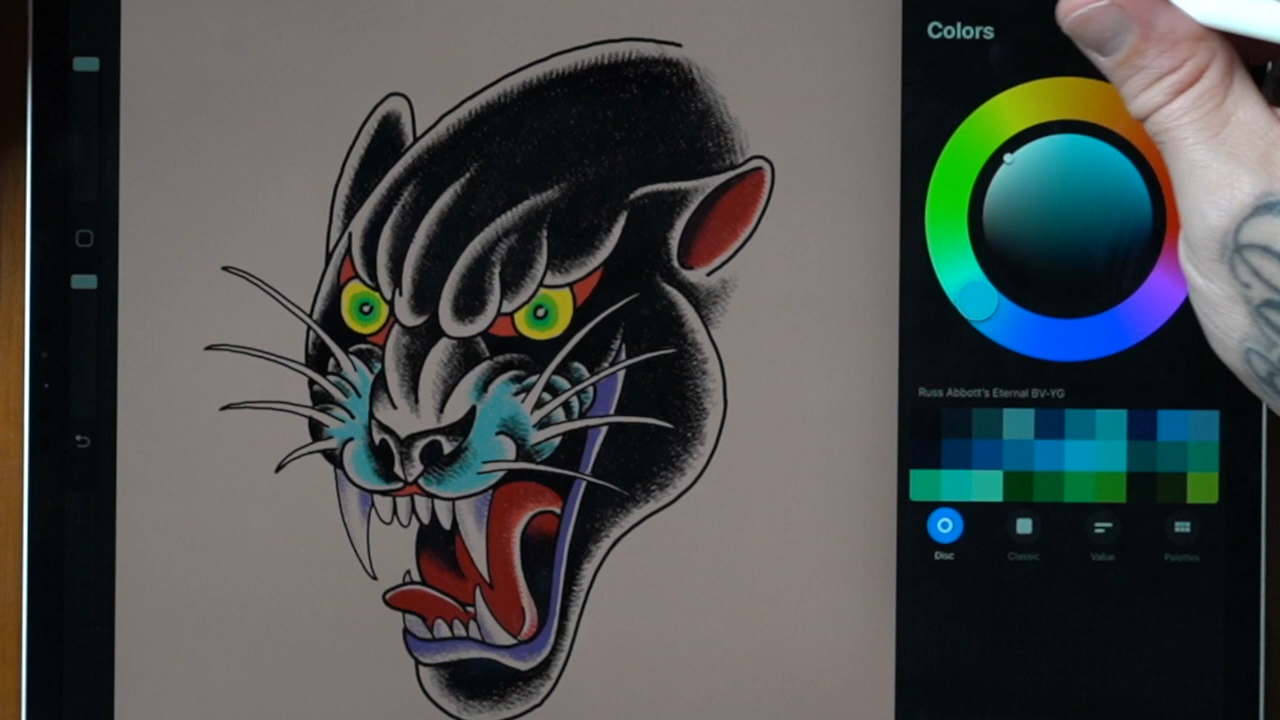 Colors
Russ Abbott's Eternal BV-YG
Disc
Classic
Value
Palettes